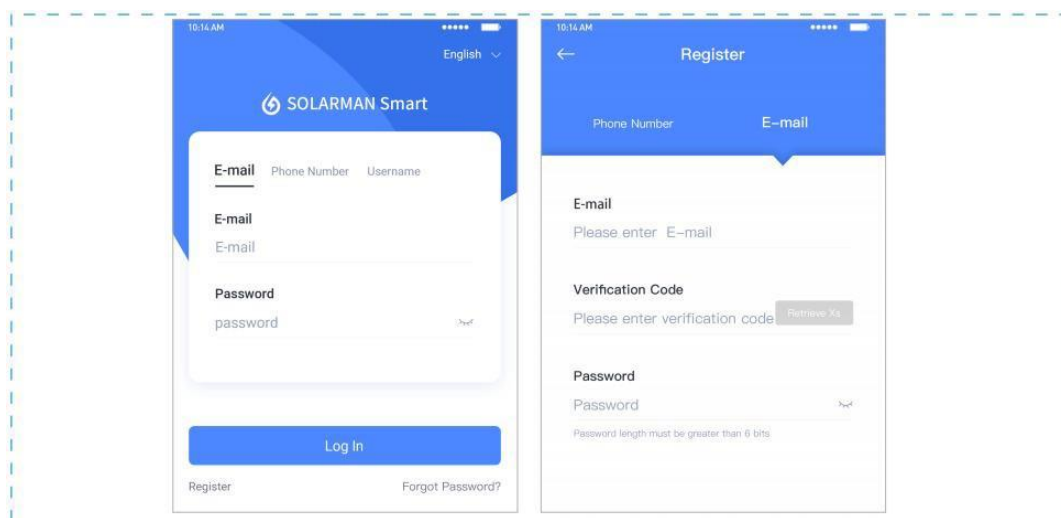 10:14 AM
English
SOLARMAN Smart
E-mail Phone Number Username
E-mail
E-mail
Password
password
Log In
Register Forgot Password?
10:14 AM
Register
Phone Number E-mail
E-mail
Please enter E-mail
Verification Code
Please enter verification code Retrieve Xs
Password
Password
Password length must be greater than 6 bits